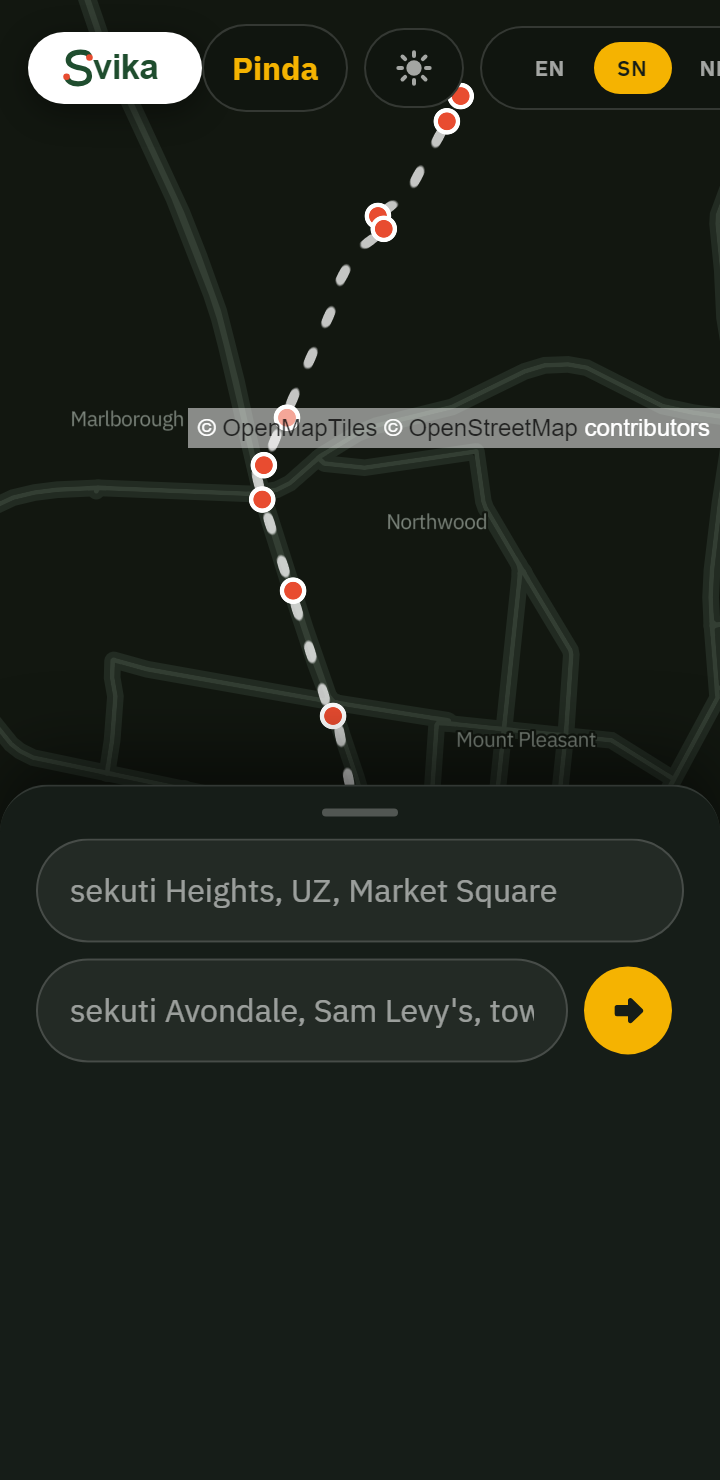 Svika
Pinda
EN SN
Marlborough
© OpenMapTiles © OpenStreetMap contributors
Northwood
Mount Pleasant
sekuti Heights, UZ, Market Square
sekuti Avondale, Sam Levy's, tow